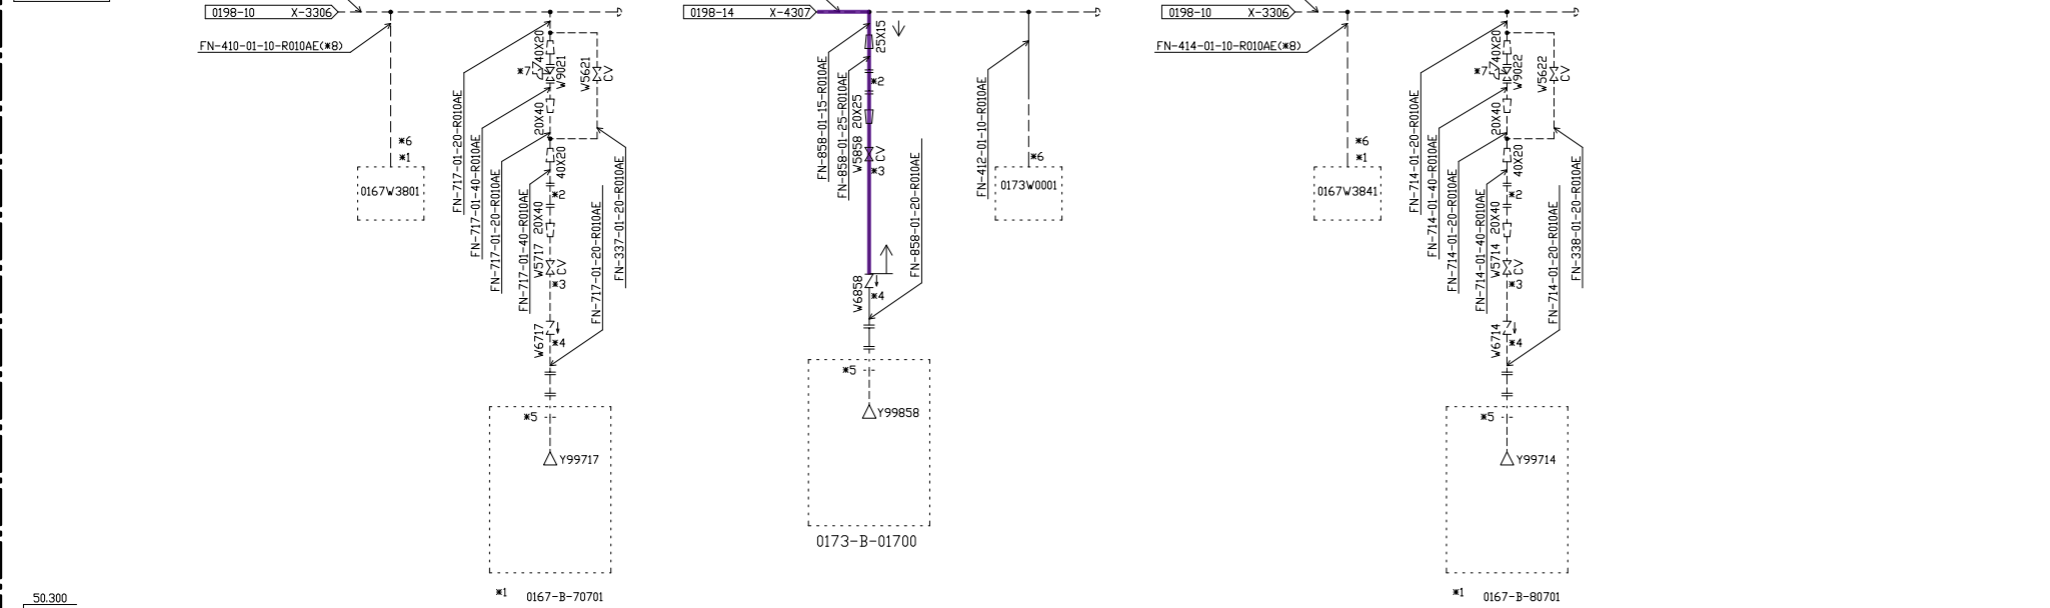 0198-10 X-3306
FN-410-01-10-R010AE(*8)
*6
*1
0167W3801
40X20
*7
W9021
W5621
CV
FN-717-01-20-R010AE
20X40
FN-717-01-40-R010AE
FN-717-01-20-R010AE
40X20
*2
FN-717-01-40-R010AE
W5717 20X40
CV
*3
FN-717-01-20-R010AE
FN-337-01-20-R010AE
W6717
*4
*5
Y99717
*1 0167-B-70701
0198-14 X-4307
25X15
FN-858-01-15-R010AE
FN-858-01-25-R010AE
*2
W5858 20X25
CV
*3
FN-858-01-20-R010AE
W6858
*4
*5
Y99858
0173-B-01700
FN-412-01-10-R010AE
*6
0173W0001
0198-10 X-3306
FN-414-01-10-R010AE(*8)
*6
*1
0167W3841
40X20
*7
W9022
W5622
CV
FN-714-01-20-R010AE
20X40
FN-714-01-40-R010AE
FN-714-01-20-R010AE
40X20
*2
FN-714-01-40-R010AE
W5714 20X40
CV
*3
FN-714-01-20-R010AE
FN-338-01-20-R010AE
W6714
*4
*5
Y99714
*1 0167-B-80701
50.300